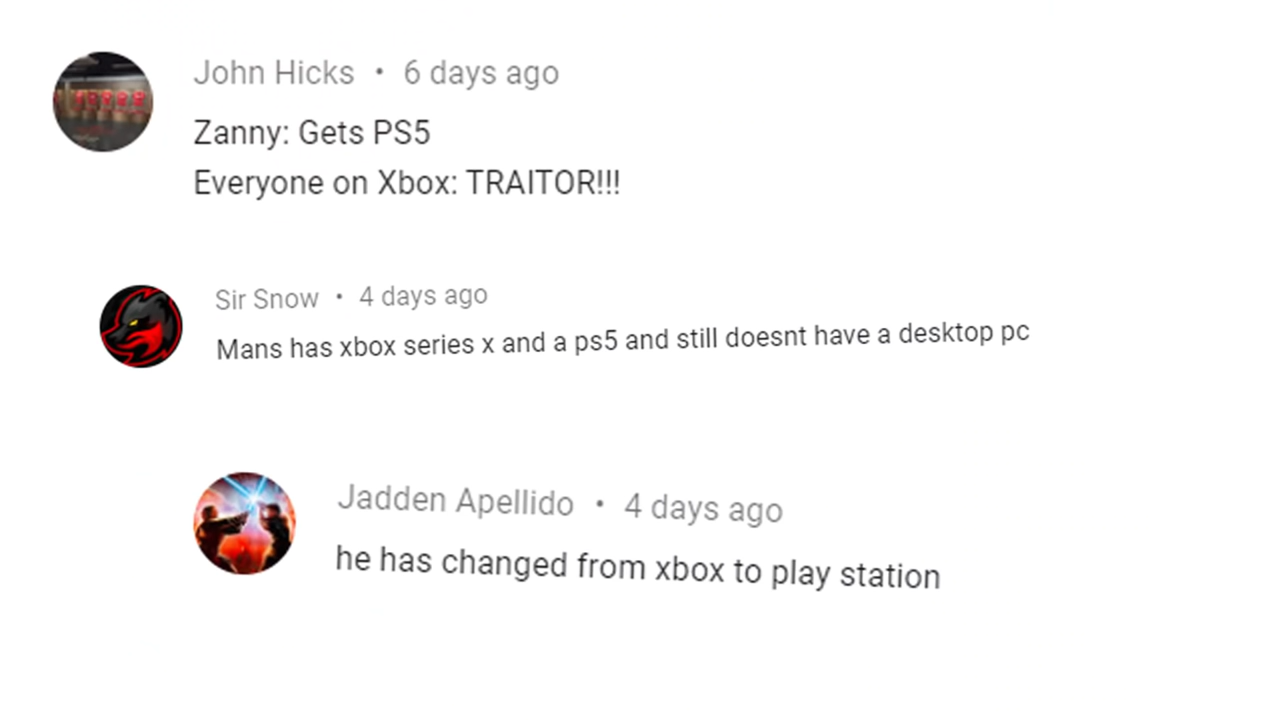 John Hicks • 6 days ago
Zanny: Gets PS5
Everyone on Xbox: TRAITOR!!!
Sir Snow • 4 days ago
Mans has xbox series x and a ps5 and still doesnt have a desktop pc
Jadden Apellido • 4 days ago
he has changed from xbox to play station